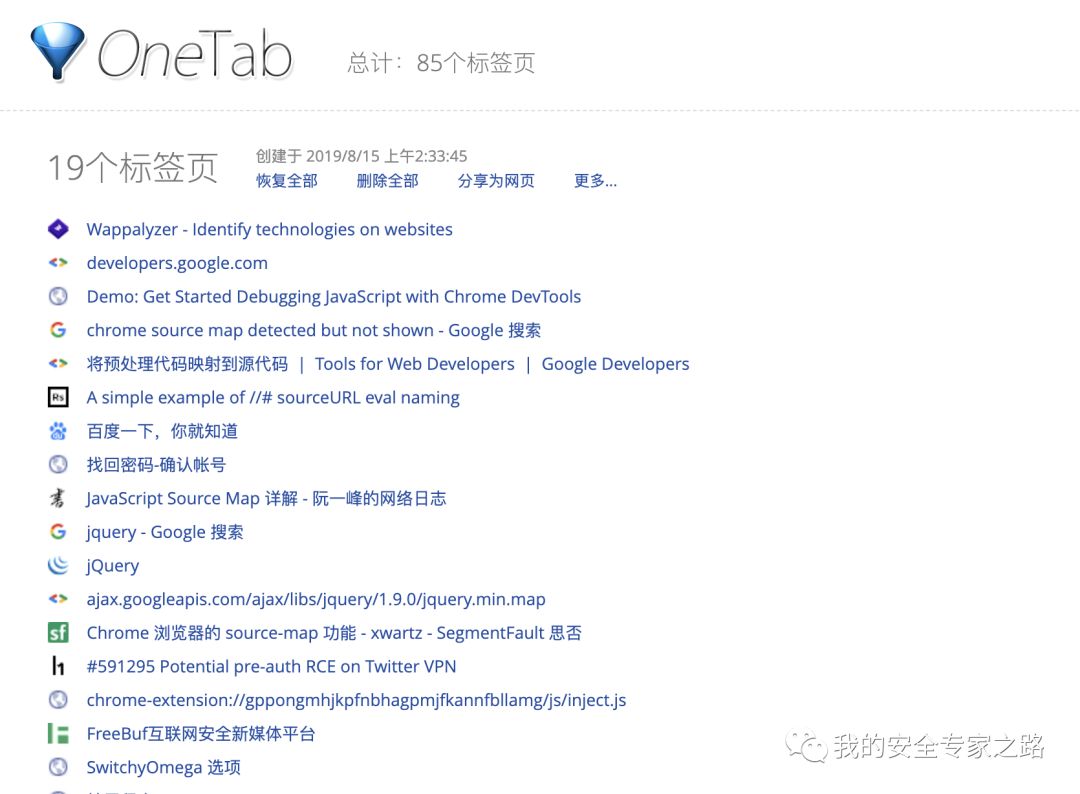 OneTab
总计：85个标签页
19个标签页
创建于 2019/8/15 上午2:33:45
恢复全部 删除全部 分享为网页 更多...
Wappalyzer - Identify technologies on websites
developers.google.com
Demo: Get Started Debugging JavaScript with Chrome DevTools
chrome source map detected but not shown - Google 搜索
将预处理代码映射到源代码 | Tools for Web Developers | Google Developers
Rs A simple example of //# sourceURL eval naming
百度一下，你就知道
找回密码-确认帐号
书 JavaScript Source Map 详解 - 阮一峰的网络日志
jquery - Google 搜索
jQuery
ajax.googleapis.com/ajax/libs/jquery/1.9.0/jquery.min.map
sf Chrome 浏览器的 source-map 功能 - xwartz - SegmentFault 思否
h1 #591295 Potential pre-auth RCE on Twitter VPN
chrome-extension://gppongmhjkpfnbhagpmjfkannfbllamg/js/inject.js
FreeBuf互联网安全新媒体平台
我的安全专家之路
SwitchyOmega 选项